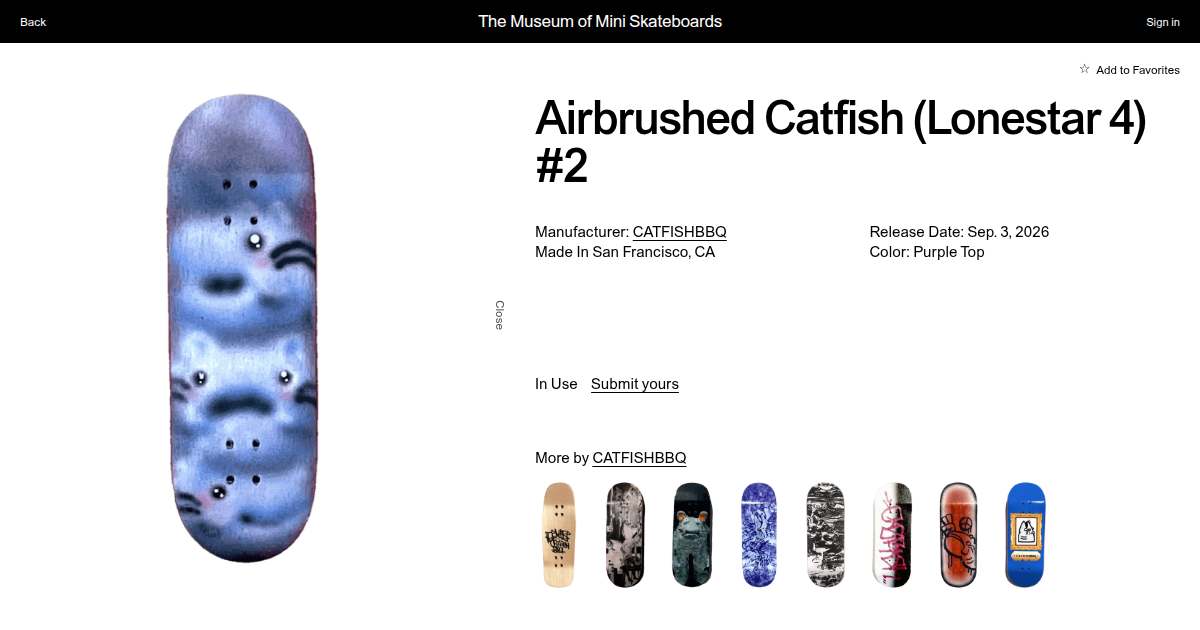 Back
The Museum of Mini Skateboards
Sign in
☆ Add to Favorites
Airbrushed Catfish (Lonestar 4)
#2
Manufacturer: CATFISHBBQ
Made In San Francisco, CA
Release Date: Sep. 3, 2026
Color: Purple Top
Close
In Use Submit yours
More by CATFISHBBQ